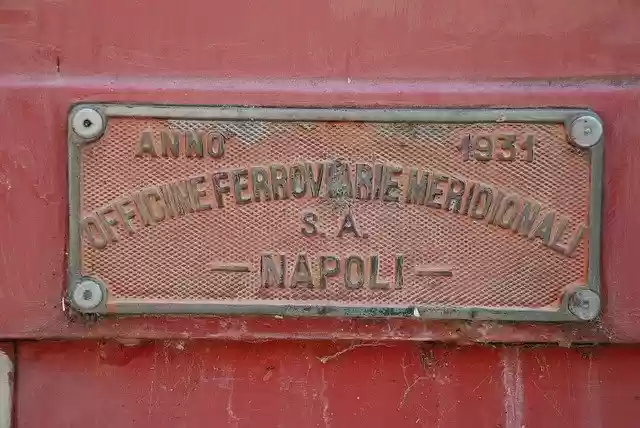 ANNO 1931
OFFICINE FERROVIARIE MERIDIONALI
S.A.
— NAPOLI —